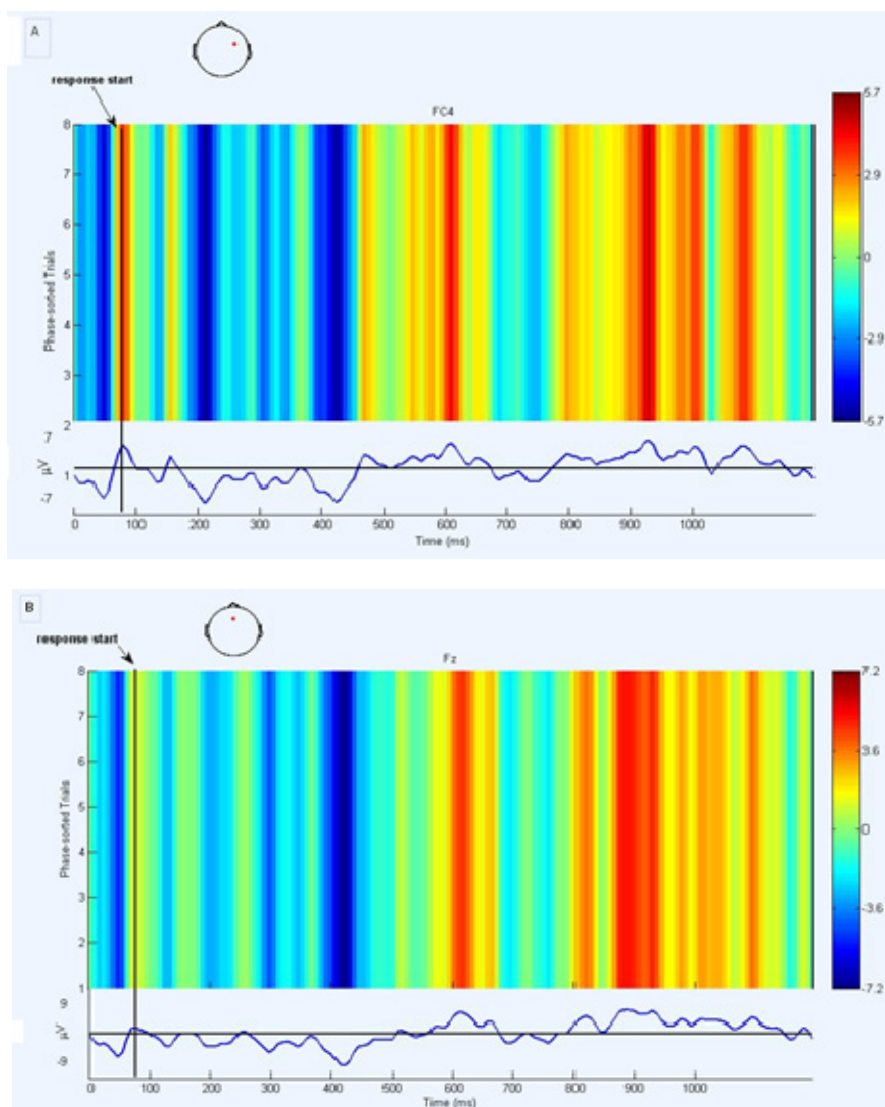 A
response start
FC4
8
7
6
5
4
3
2
Phase-sorted Trials
5.7
2.9
0
-2.9
-5.7
.7
1
-.7
µV
0 100 200 300 400 500 600 700 800 900 1000
Time (ms)
B
response start
Fz
8
7
6
5
4
3
2
1
Phase-sorted Trials
7.2
3.6
0
-3.6
-7.2
9
-9
µV
0 100 200 300 400 500 600 700 800 900 1000
Time (ms)